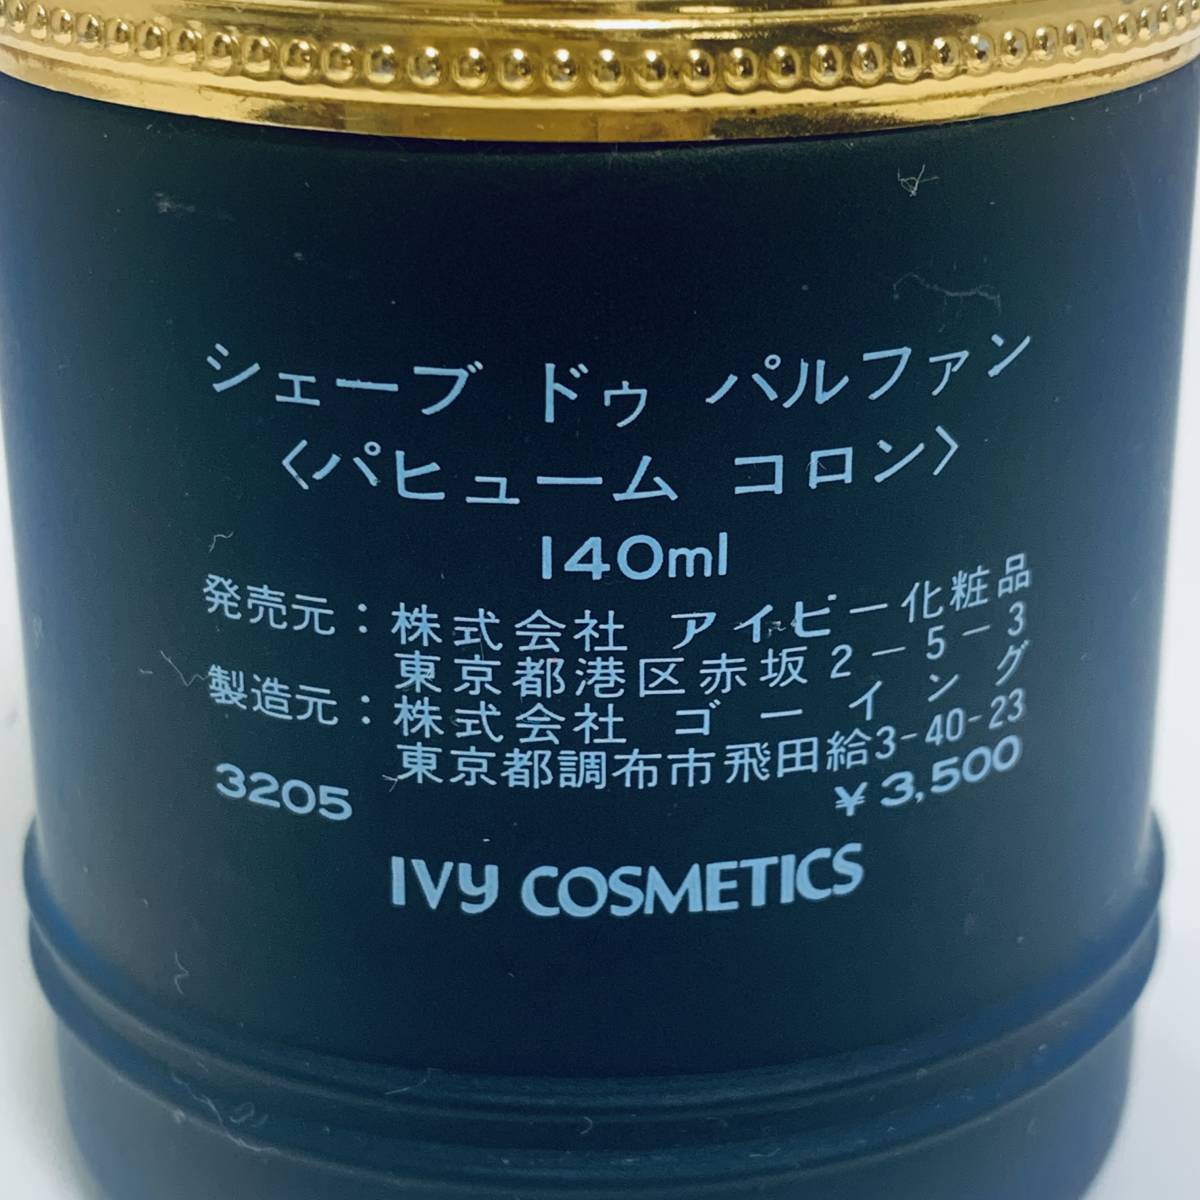 シェーブ ドゥ パルファン
〈パヒューム コロン〉
140ml
発売元：株式会社 アイビー化粧品
東京都港区赤坂2－5－3
製造元：株式会社 ゴーイング
東京都調布市飛田給3-40-23
3205 ¥3,500
IVY COSMETICS